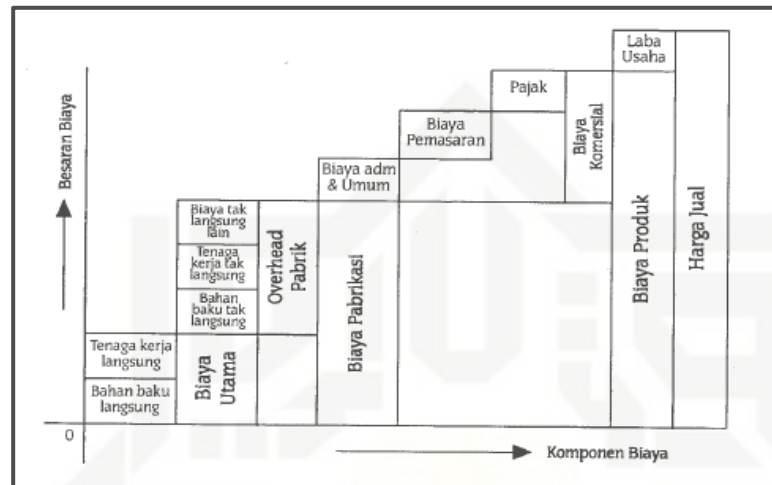 Laba
Usaha
Pajak
Biaya
Pemasaran
Biaya
Komersial
Biaya adm
& Umum
Besaran Biaya
Biaya tak
langsung
lain
Tenaga
kerja tak
langsung
Bahan
baku tak
langsung
Overhead
Pabrik
Biaya Pabrikasi
Biaya Produk
Harga Jual
Tenaga kerja
langsung
Bahan baku
langsung
Biaya
Utama
0
Komponen Biaya